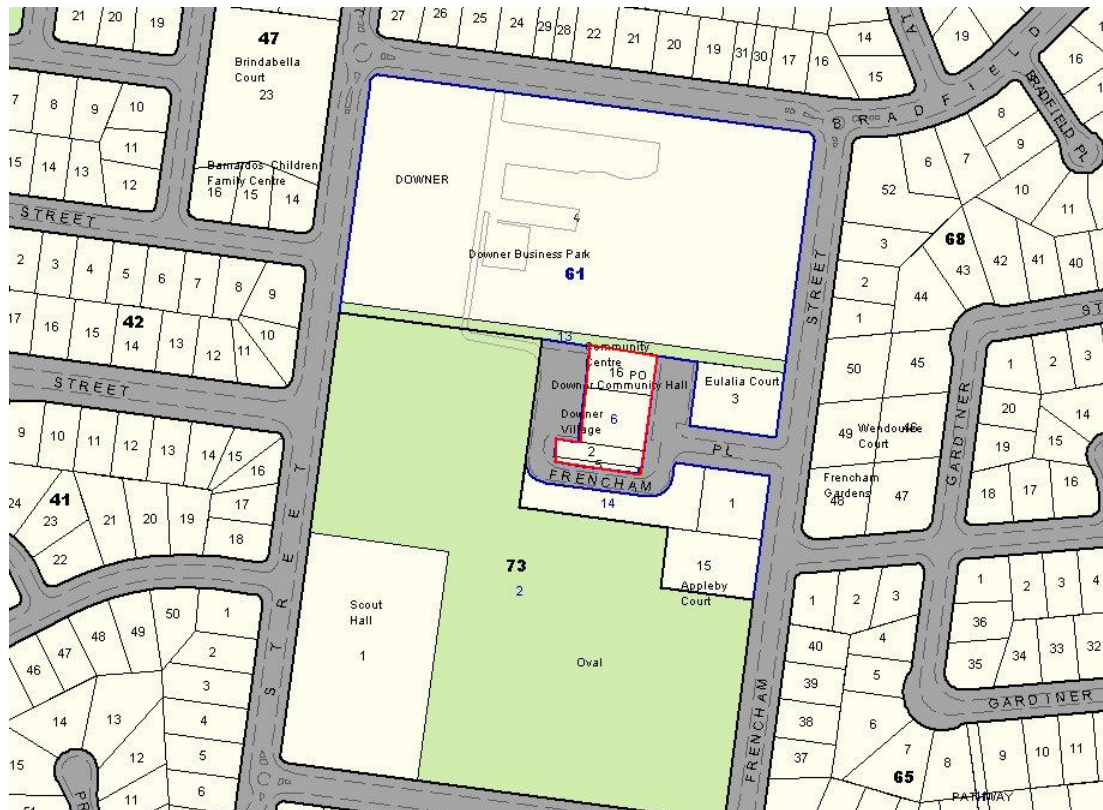 21 20 19
47
Brindabella
Court
23
27 26 25 24 29 28 22 21 20 19 31 30 17 16
14
15
19
16
BRADFIELD
BRADFIELD PL
7 8 9 10
11
12
15 14 13
Barnardos Children
Family Centre
16 15 14
STREET
DOWNER
4
Downer Business Park
61
STREET
6 7 8 9 10 11
52
3
2
1
68
44 43 42 41 40
2 3 4 5 6 7 8 9
42
17 16 15 14 13 12 11 10
STREET
13
Community
Centre
16 PO
Downer Community Hall
Downer
Village
6
2
5
Eulalia Court
3
PL
FRENCHAM
14
1
15
Appleby
Court
50 45
49 46
Wendouree
Court
Frencham
Gardens
48 47
GARDINER
ST
1 2 3
20
19
14
15
18 17 16
9 10 11 12 13 14 15 16
17
18
41
24 23 22 21 20 19
STREET
73
2
Scout
Hall
1
Oval
FRENCHAM
50 1
49 2
48 3
47 4
46 5
6
14 13
12
11
15
PR
51
1 2 3
4
5
6
7
8
40
39
38
37
65
1 2 3 4
36
35 34 33 32
GARDINER
9 10 11
PATHWAY